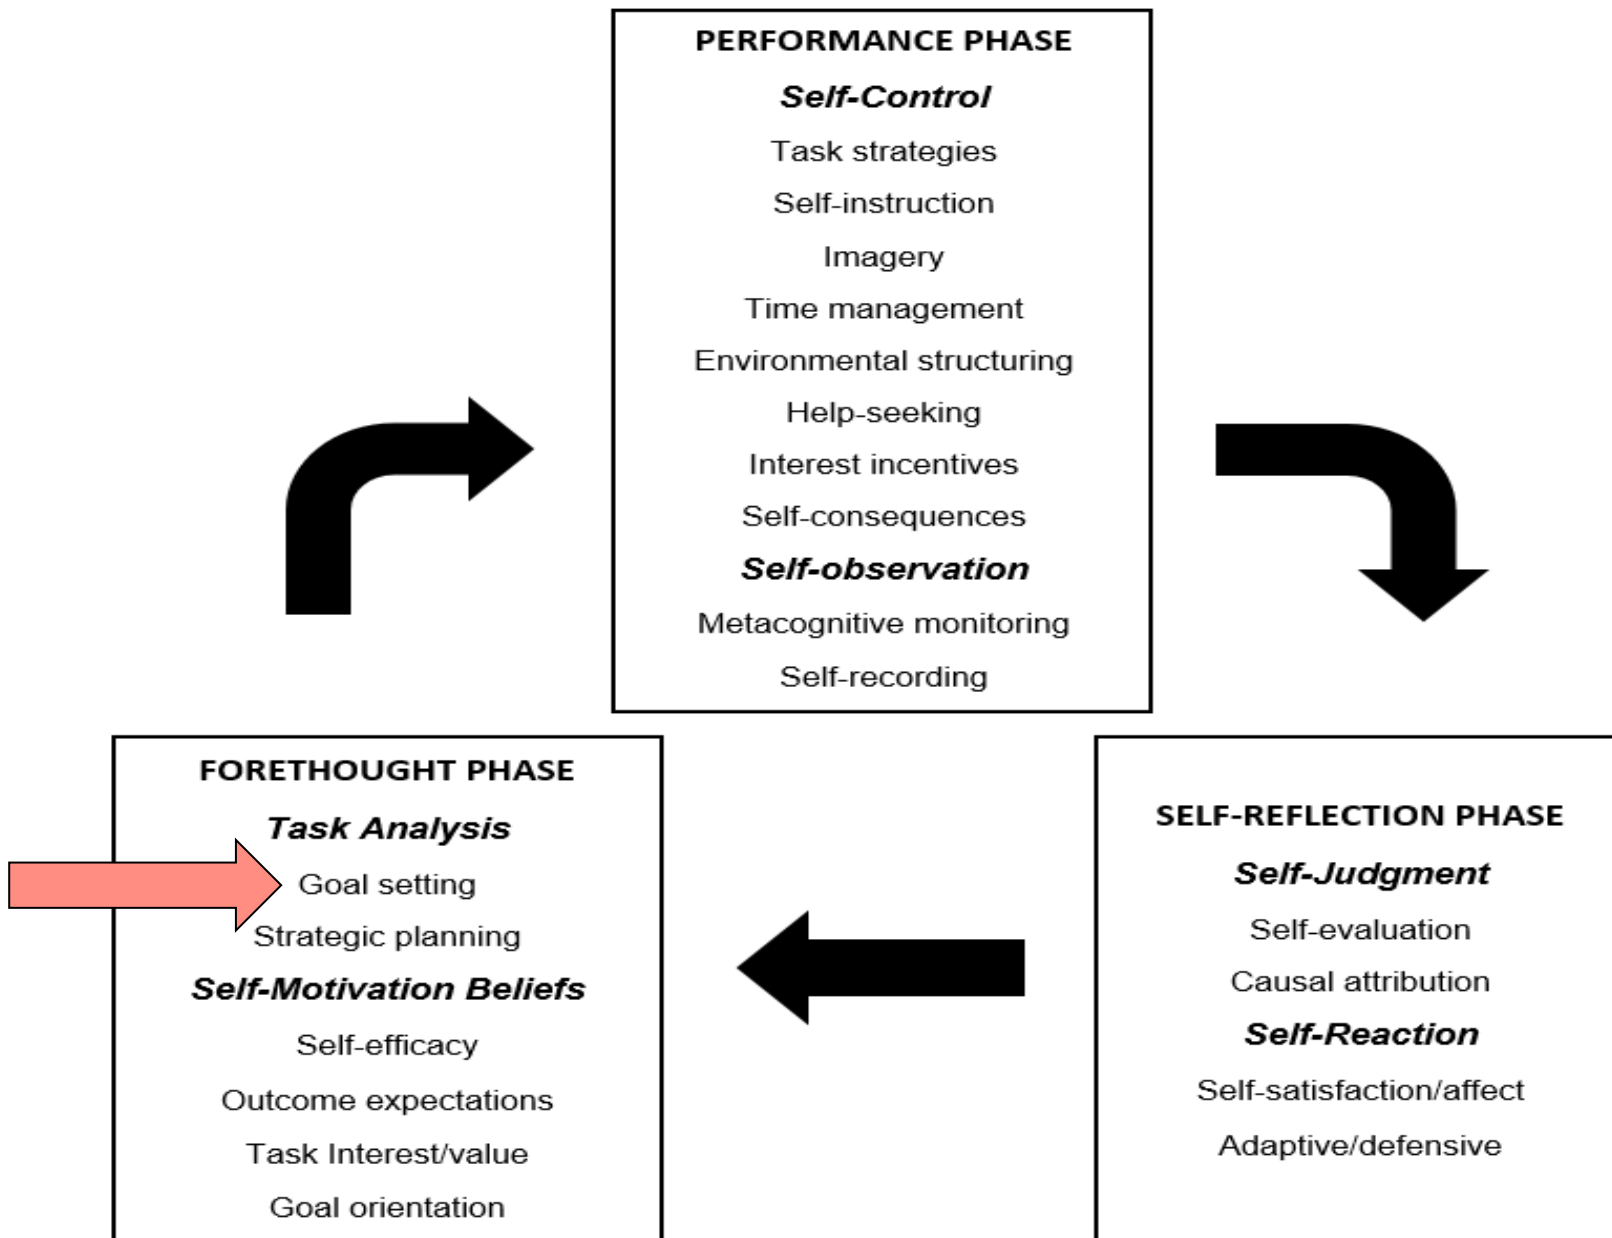 PERFORMANCE PHASE
Self-Control
Task strategies
Self-instruction
Imagery
Time management
Environmental structuring
Help-seeking
Interest incentives
Self-consequences
Self-observation
Metacognitive monitoring
Self-recording
FORETHOUGHT PHASE
Task Analysis
Goal setting
Strategic planning
Self-Motivation Beliefs
Self-efficacy
Outcome expectations
Task Interest/value
Goal orientation
SELF-REFLECTION PHASE
Self-Judgment
Self-evaluation
Causal attribution
Self-Reaction
Self-satisfaction/affect
Adaptive/defensive